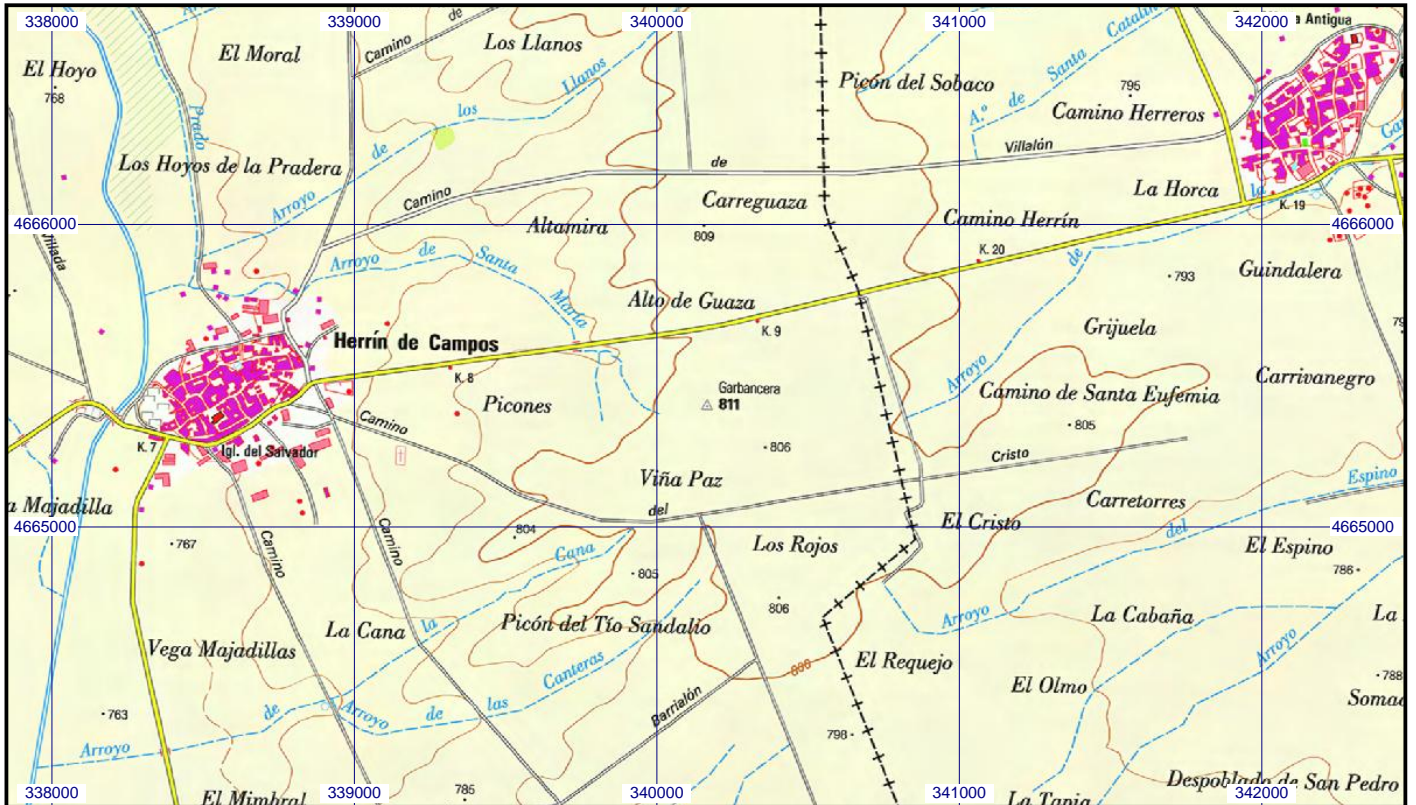 338000
339000
340000
341000
342000
a Antigua
de
El Moral
Camino
Los Llanos
El Hoyo
768
Llanos
Picón del Sobaco
795
A.º de Santa Catalin
Camino Herreros
Prado
los
Los Hoyos de la Pradera
de
Arroyo
Camino
de
Villalón
La Horca
la
K. 19
Carreguaza
Altamira
Camino Herrín
4666000
4666000
809
K. 20
Arroyo de Santa María
de
793
Guindalera
Alto de Guaza
K. 9
Grijuela
Herrín de Campos
K. 8
Picones
Garbancera
811
Arroyo
Camino de Santa Eufemia
Carrivanegro
Camino
805
K. 7
Igl. del Salvador
806
Cristo
Viña Paz
Espino
a Majadilla
del
Carretorres
El Cristo
del
4665000
4665000
804
767
Camino
Camino
Cana
Los Rojos
El Espino
786
805
806
Arroyo
La Cabaña
La
La Cana
la
Picón del Tío Sandalio
Vega Majadillas
800
El Requejo
Arroyo
Canteras
788
El Olmo
763
de
Arroyo de las
Barrialón
798
Arroyo
785
El Mimbral
Despoblado de San Pedro
La Tapia
338000
339000
340000
341000
342000